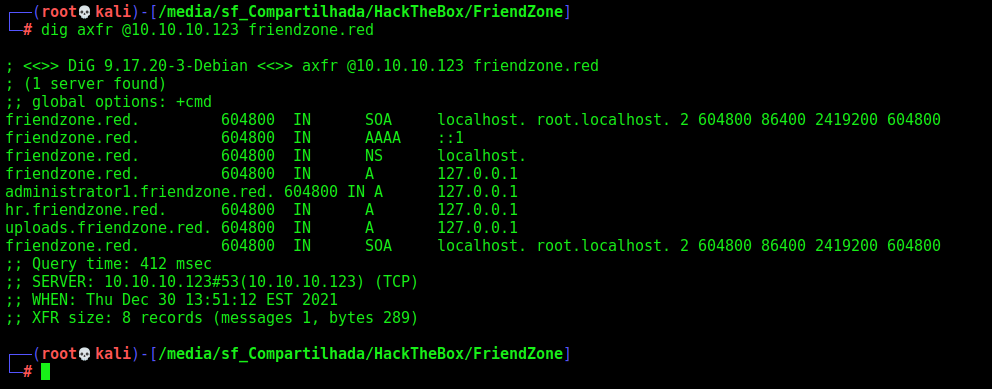 ┌──(root💀kali)-[/media/sf_Compartilhada/HackTheBox/FriendZone]
└─# dig axfr @10.10.10.123 friendzone.red
; <<>> DiG 9.17.20-3-Debian <<>> axfr @10.10.10.123 friendzone.red
; (1 server found)
;; global options: +cmd
friendzone.red.         604800  IN      SOA     localhost. root.localhost. 2 604800 86400 2419200 604800
friendzone.red.         604800  IN      AAAA    ::1
friendzone.red.         604800  IN      NS      localhost.
friendzone.red.         604800  IN      A       127.0.0.1
administrator1.friendzone.red. 604800 IN A      127.0.0.1
hr.friendzone.red.      604800  IN      A       127.0.0.1
uploads.friendzone.red. 604800  IN      A       127.0.0.1
friendzone.red.         604800  IN      SOA     localhost. root.localhost. 2 604800 86400 2419200 604800
;; Query time: 412 msec
;; SERVER: 10.10.10.123#53(10.10.10.123) (TCP)
;; WHEN: Thu Dec 30 13:51:12 EST 2021
;; XFR size: 8 records (messages 1, bytes 289)
┌──(root💀kali)-[/media/sf_Compartilhada/HackTheBox/FriendZone]
└─#